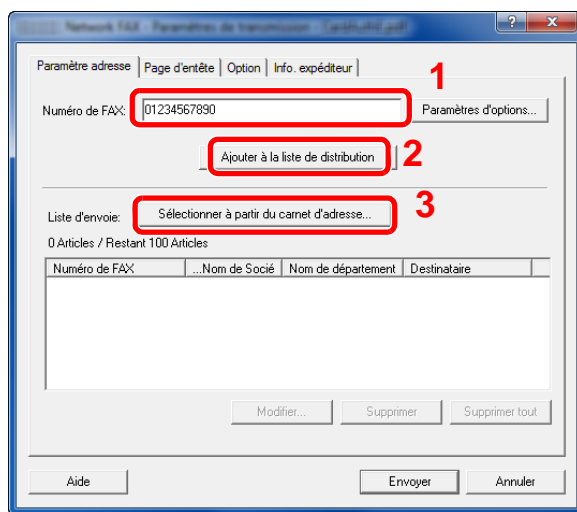 Network FAX - Paramètres de transmission -
Paramètre adresse Page d'entête Option Info. expéditeur
1
Numéro de FAX: 01234567890 Paramètres d'options...
Ajouter à la liste de distribution 2
Liste d'envoie: Sélectionner à partir du carnet d'adresse... 3
0 Articles / Restant 100 Articles
Numéro de FAX ...Nom de Socié Nom de département Destinataire
Modifier... Supprimer Supprimer tout
Aide Envoyer Annuler